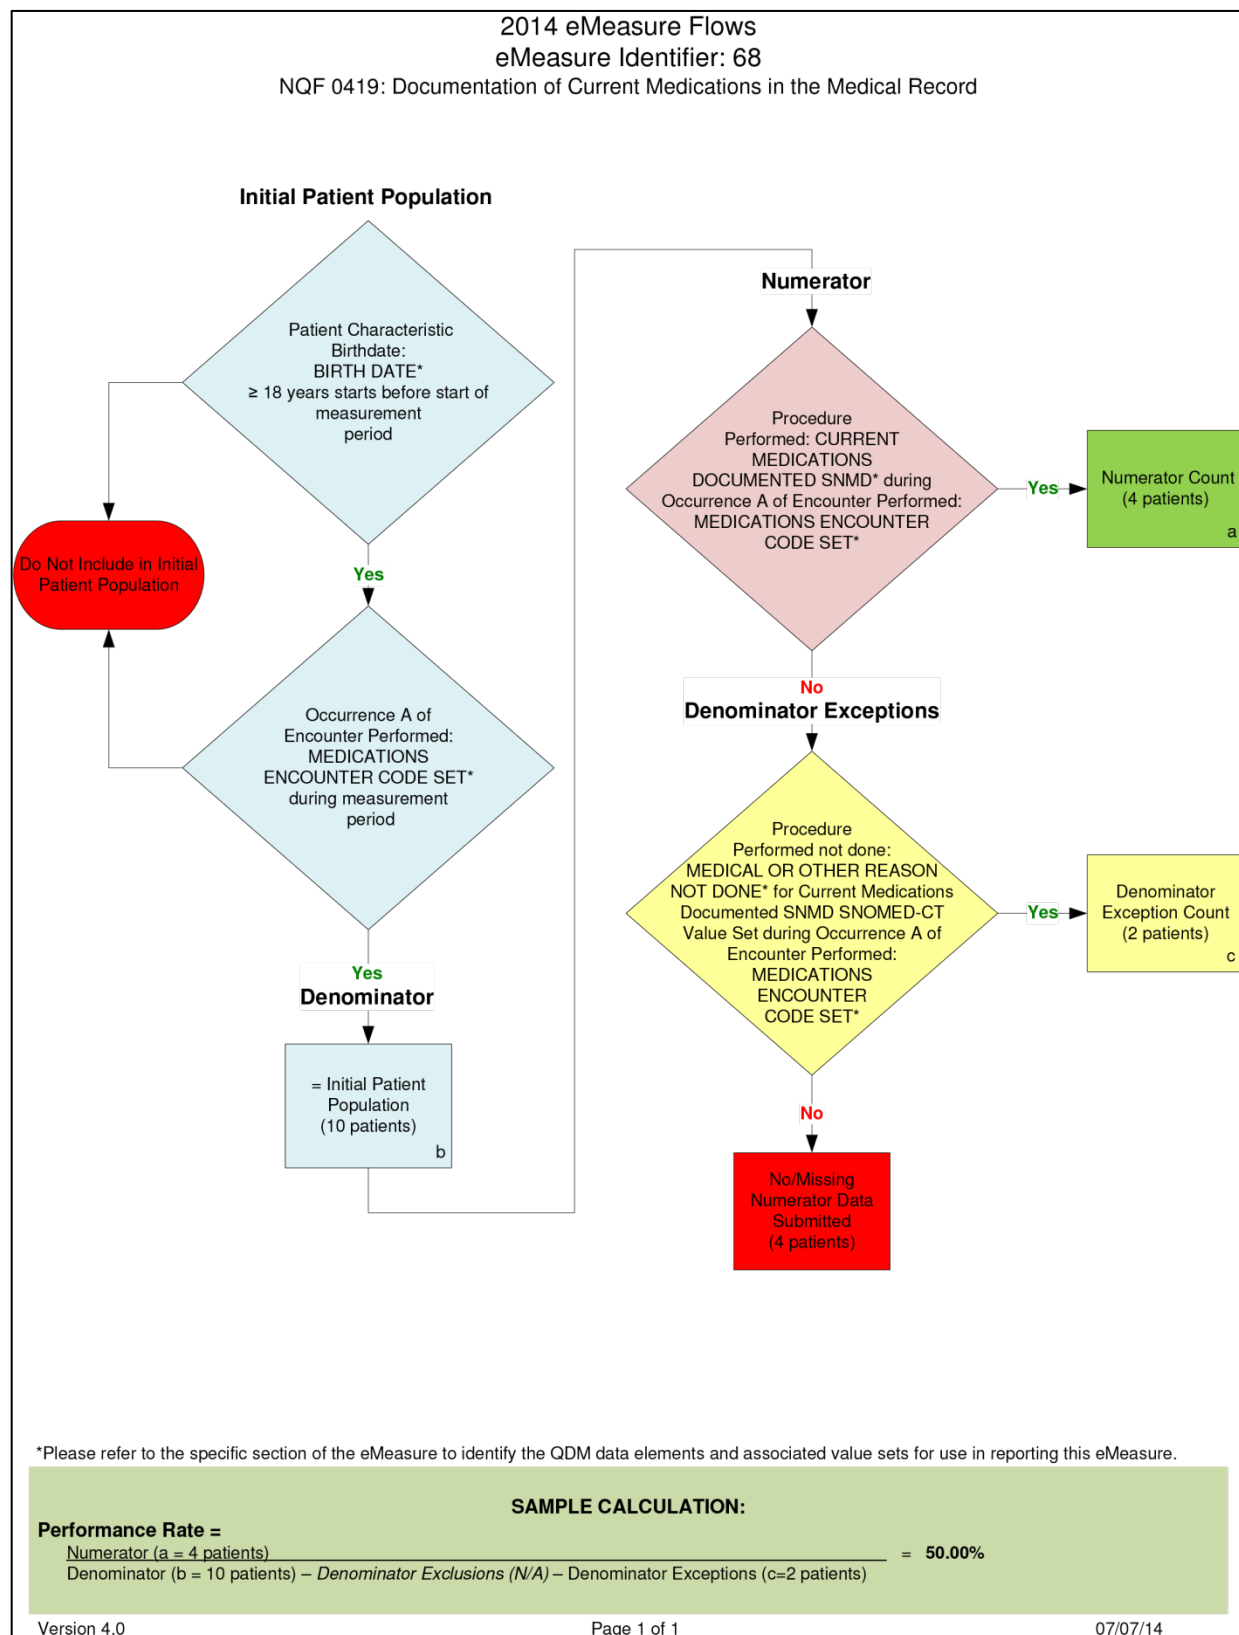 2014 eMeasure Flows
eMeasure Identifier: 68
NQF 0419: Documentation of Current Medications in the Medical Record
Initial Patient Population
Patient Characteristic
Birthdate:
BIRTH DATE*
≥ 18 years starts before start of
measurement
period
Do Not Include in Initial
Patient Population
Yes
Occurrence A of
Encounter Performed:
MEDICATIONS
ENCOUNTER CODE SET*
during measurement
period
Yes
Denominator
= Initial Patient
Population
(10 patients)
b
Numerator
Procedure
Performed: CURRENT
MEDICATIONS
DOCUMENTED SNMD* during
Occurrence A of Encounter Performed:
MEDICATIONS ENCOUNTER
CODE SET*
Yes
Numerator Count
(4 patients)
a
No
Denominator Exceptions
Procedure
Performed not done:
MEDICAL OR OTHER REASON
NOT DONE* for Current Medications
Documented SNMD SNOMED-CT
Value Set during Occurrence A of
Encounter Performed:
MEDICATIONS
ENCOUNTER
CODE SET*
Yes
Denominator
Exception Count
(2 patients)
c
No
No/Missing
Numerator Data
Submitted
(4 patients)
*Please refer to the specific section of the eMeasure to identify the QDM data elements and associated value sets for use in reporting this eMeasure.
SAMPLE CALCULATION:
Performance Rate =
Numerator (a = 4 patients)
= 50.00%
Denominator (b = 10 patients) – Denominator Exclusions (N/A) – Denominator Exceptions (c=2 patients)
Version 4.0
Page 1 of 1
07/07/14